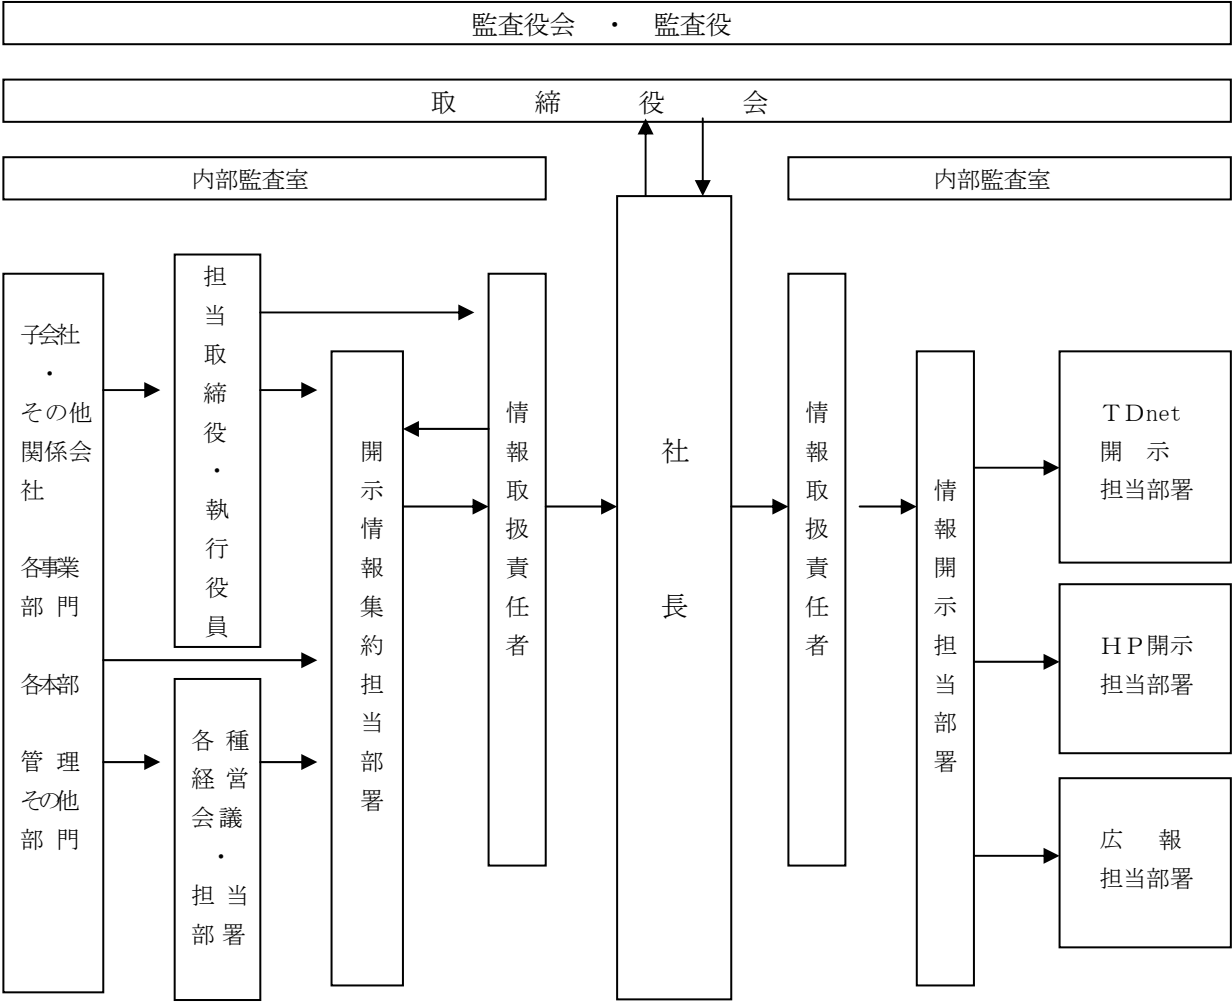 監査役会 ・ 監査役
取 締 役 会
内部監査室
内部監査室
子会社
・
その他
関係会
社
各事業
部 門
各本部
管 理
その他
部 門
担当取締役・執行役員
各 種
経 営
会 議
・
担 当
部 署
開示情報集約担当部署
情報取扱責任者
社長
情報取扱責任者
情報開示担当部署
ＴＤnet
開 示
担当部署
ＨＰ開示
担当部署
広 報
担当部署